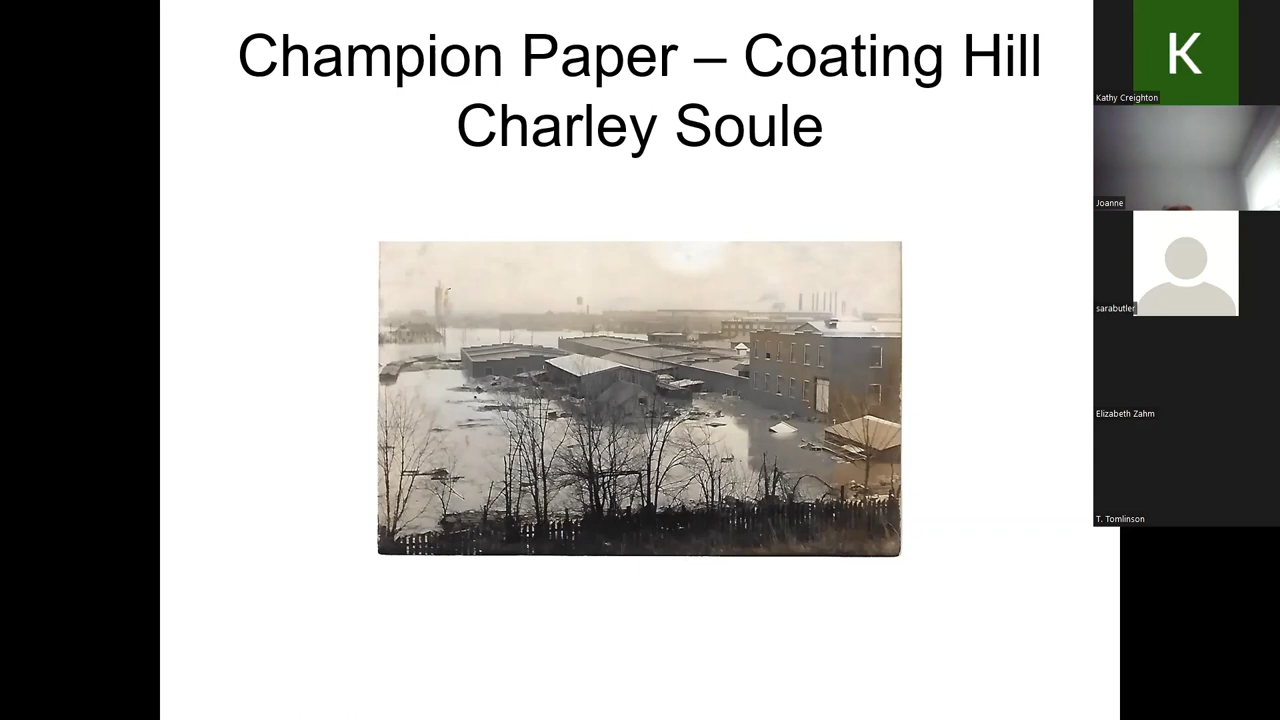 Champion Paper – Coating Hill
Charley Soule
K
Kathy Creighton
Joanne
sarabutler
Elizabeth Zahm
T. Tomlinson